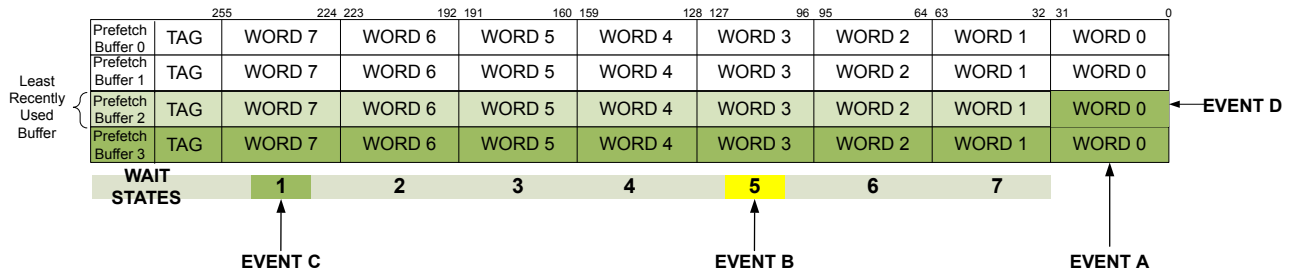 255 224 223 192 191 160 159 128 127 96 95 64 63 32 31 0
Prefetch Buffer 0 TAG WORD 7 WORD 6 WORD 5 WORD 4 WORD 3 WORD 2 WORD 1 WORD 0
Prefetch Buffer 1 TAG WORD 7 WORD 6 WORD 5 WORD 4 WORD 3 WORD 2 WORD 1 WORD 0
Least
Recently
Used
Buffer
Prefetch Buffer 2 TAG WORD 7 WORD 6 WORD 5 WORD 4 WORD 3 WORD 2 WORD 1 WORD 0 EVENT D
Prefetch Buffer 3 TAG WORD 7 WORD 6 WORD 5 WORD 4 WORD 3 WORD 2 WORD 1 WORD 0
WAIT
STATES
1 2 3 4 5 6 7
EVENT C EVENT B EVENT A